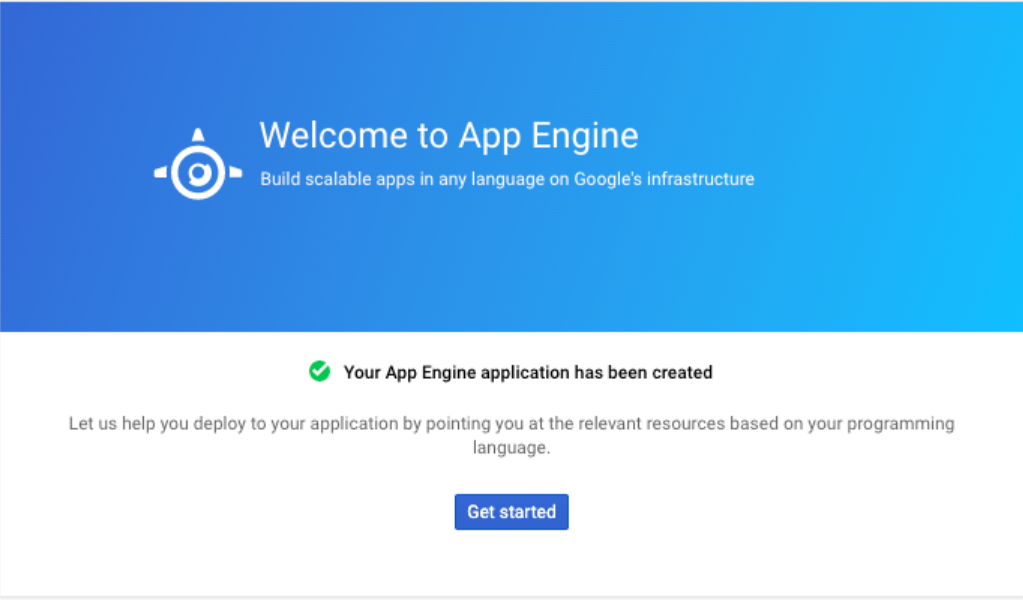 Welcome to App Engine
Build scalable apps in any language on Google's infrastructure
Your App Engine application has been created
Let us help you deploy to your application by pointing you at the relevant resources based on your programming
language.
Get started